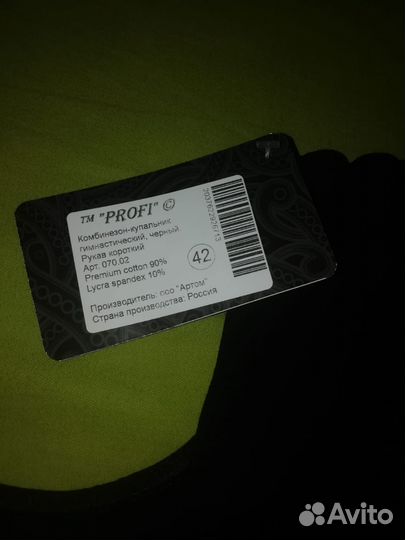 TM "PROFI" ©
Комбинезон-купальник
гимнастический, черный
Рукав короткий
Арт. 070.02
Premium cotton 90%
Lycra spandex 10%
42
Производитель: ооо "Артом"
Страна производства: Россия
Avito